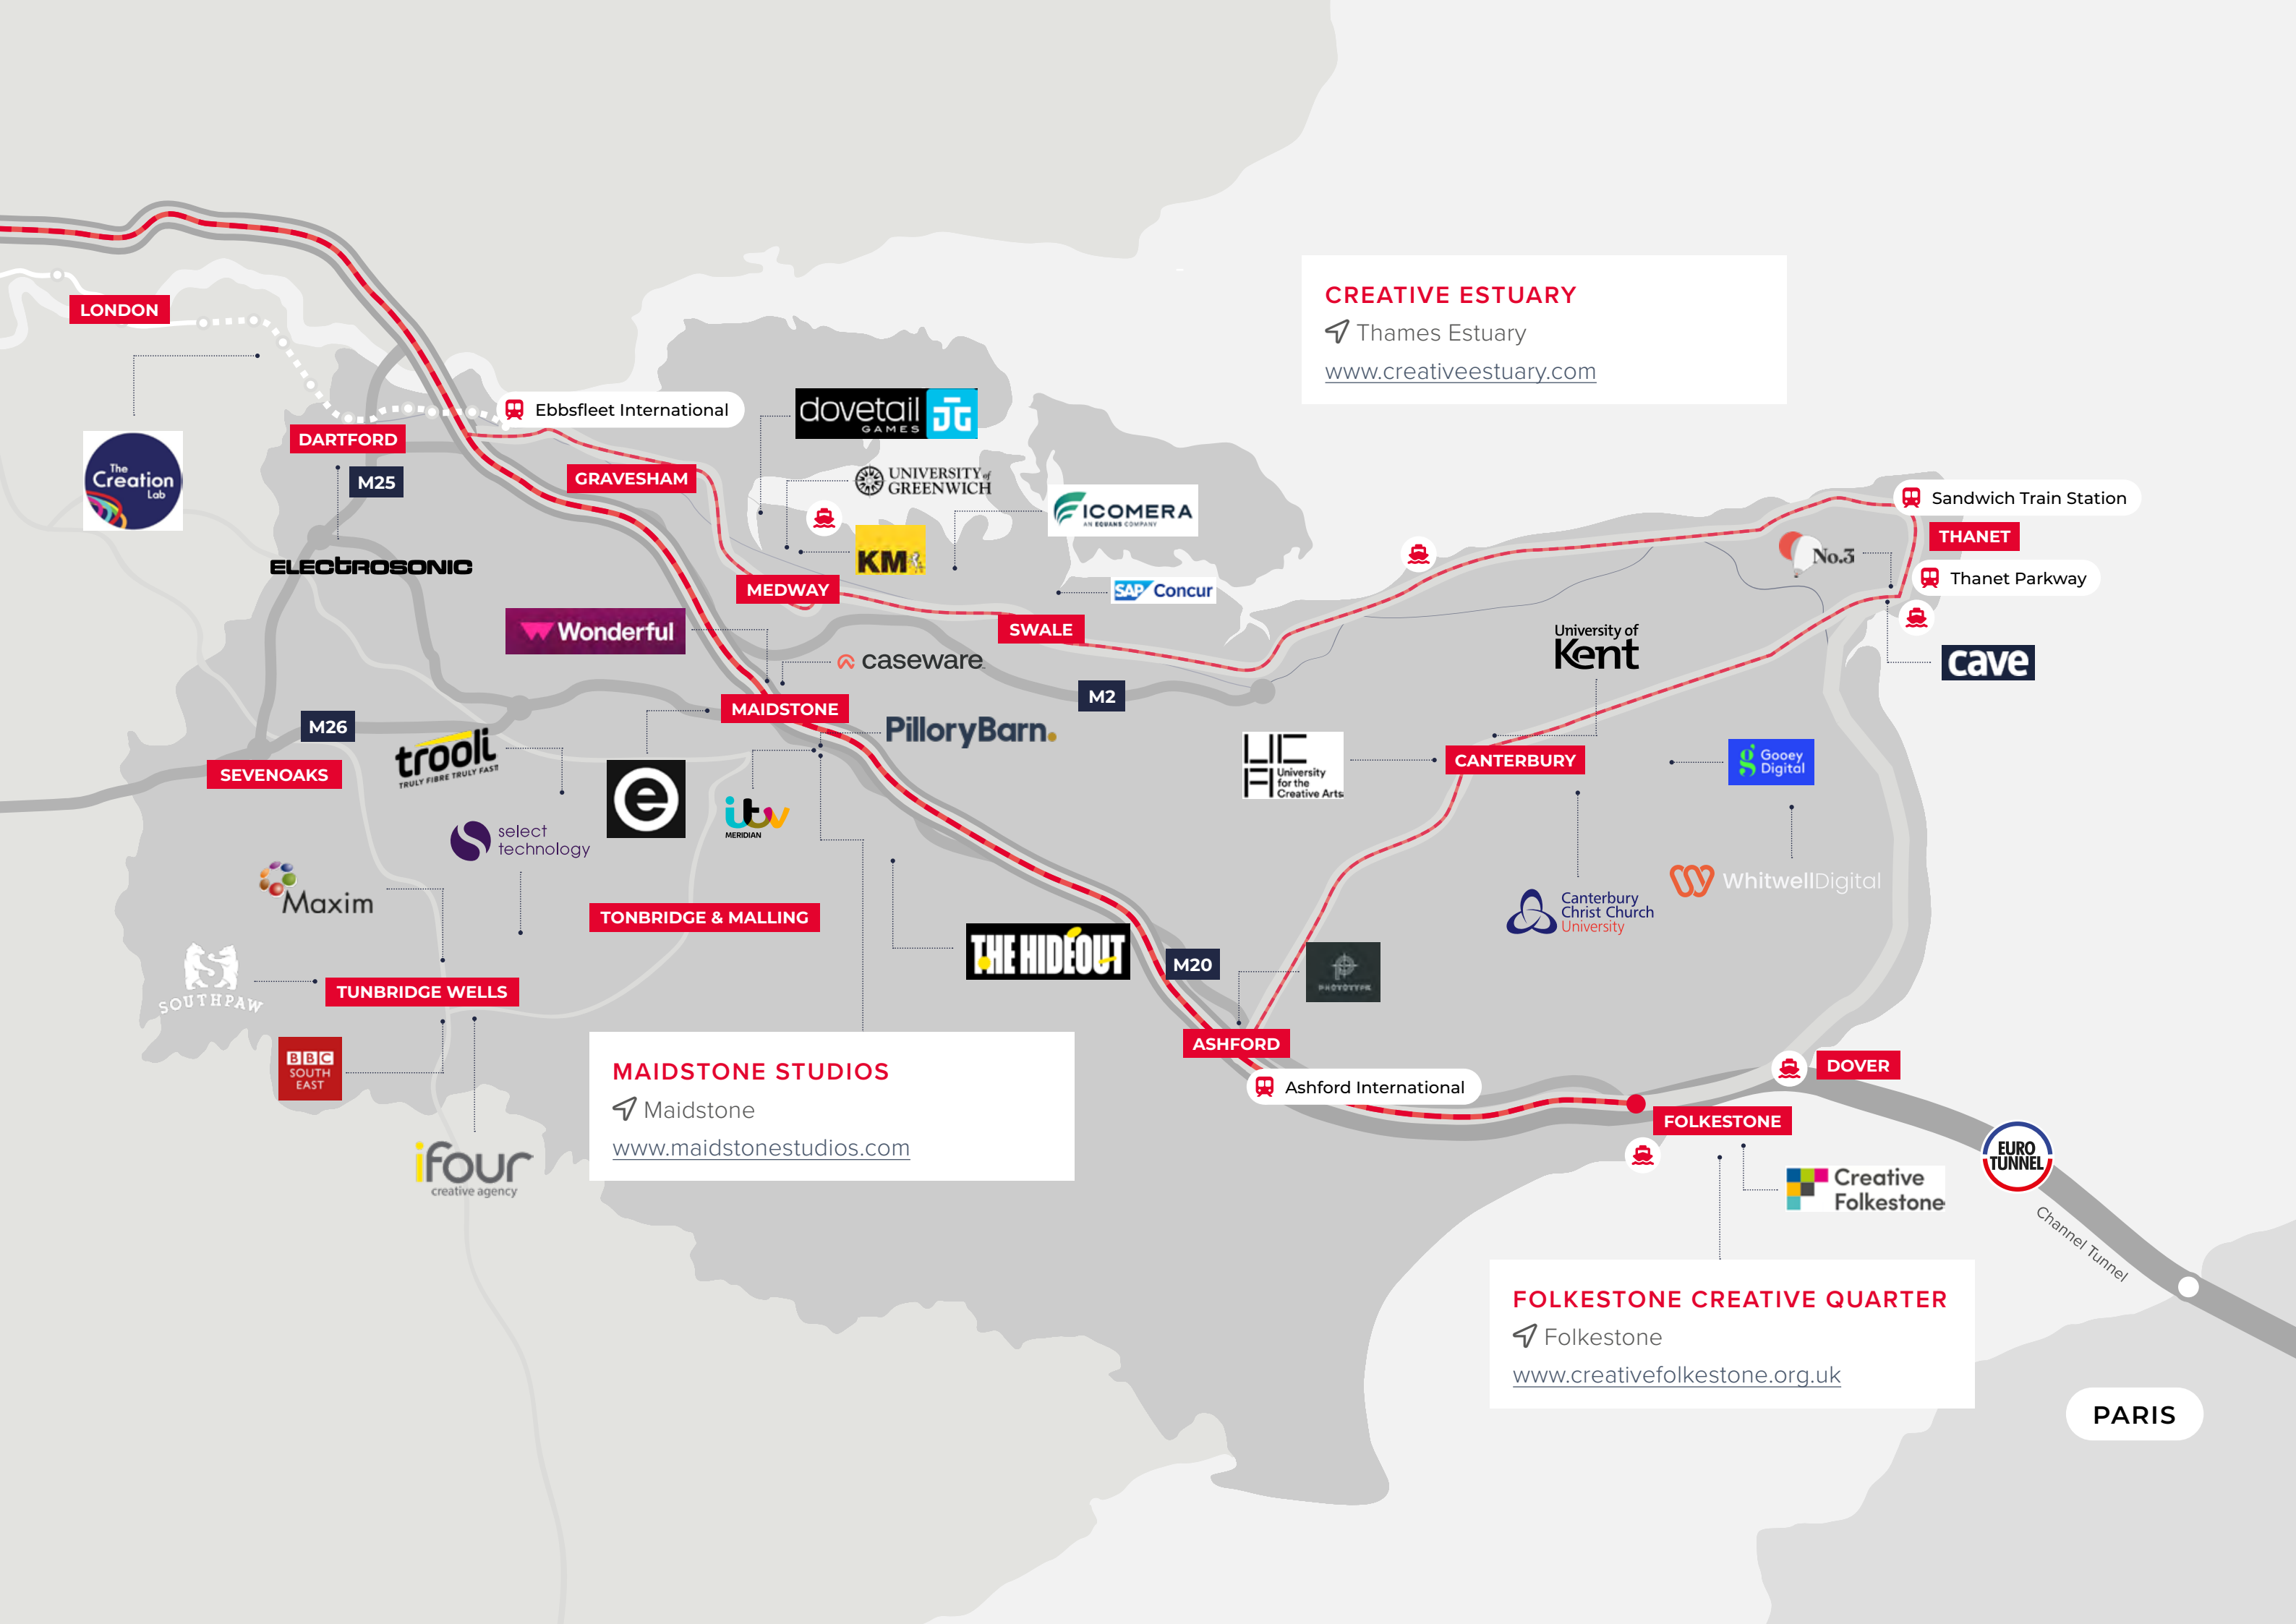 CREATIVE ESTUARY
Thames Estuary
www.creativeestuary.com
LONDON
The
Creation
Lab
DARTFORD
M25
ELECTROSONIC
Ebbsfleet International
GRAVESHAM
dovetail
GAMES
UNIVERSITY of
GREENWICH
KM
ICOMERA
AN EQUANS COMPANY
SAP Concur
MEDWAY
SWALE
Sandwich Train Station
THANET
Thanet Parkway
No.3
cave
Wonderful
caseware
MAIDSTONE
M2
PilloryBarn.
University of
Kent
UCA
University
for the
Creative Arts
CANTERBURY
g Gooey
Digital
WhitwellDigital
Canterbury
Christ Church
University
M26
SEVENOAKS
trooli
TRULY FIBRE TRULY FAST
e
itv
MERIDIAN
select
technology
Maxim
TONBRIDGE & MALLING
SOUTHPAW
TUNBRIDGE WELLS
BBC
SOUTH
EAST
ifour
creative agency
THE HIDEOUT
M20
PHOTOTYPE
ASHFORD
Ashford International
MAIDSTONE STUDIOS
Maidstone
www.maidstonestudios.com
DOVER
FOLKESTONE
EURO
TUNNEL
Channel Tunnel
Creative
Folkestone
FOLKESTONE CREATIVE QUARTER
Folkestone
www.creativefolkestone.org.uk
PARIS